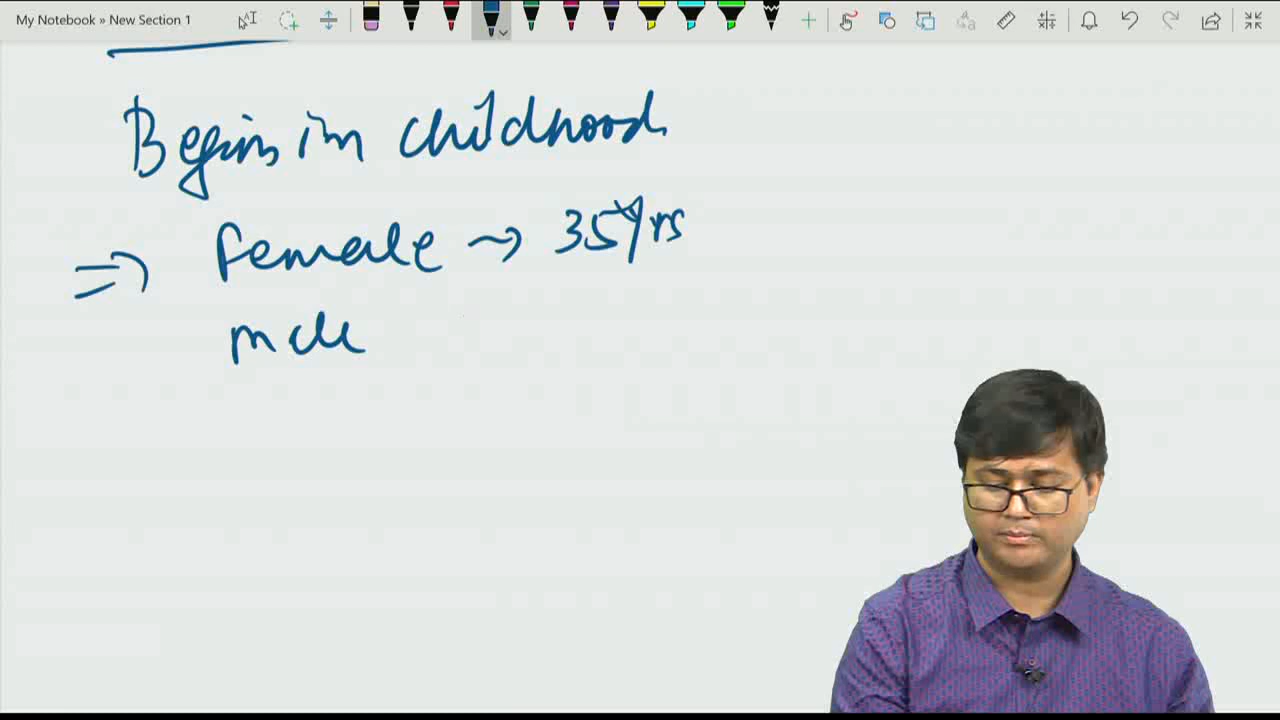 My Notebook » New Section 1
Begins in childhood
⇒ Female → 35 yrs
male